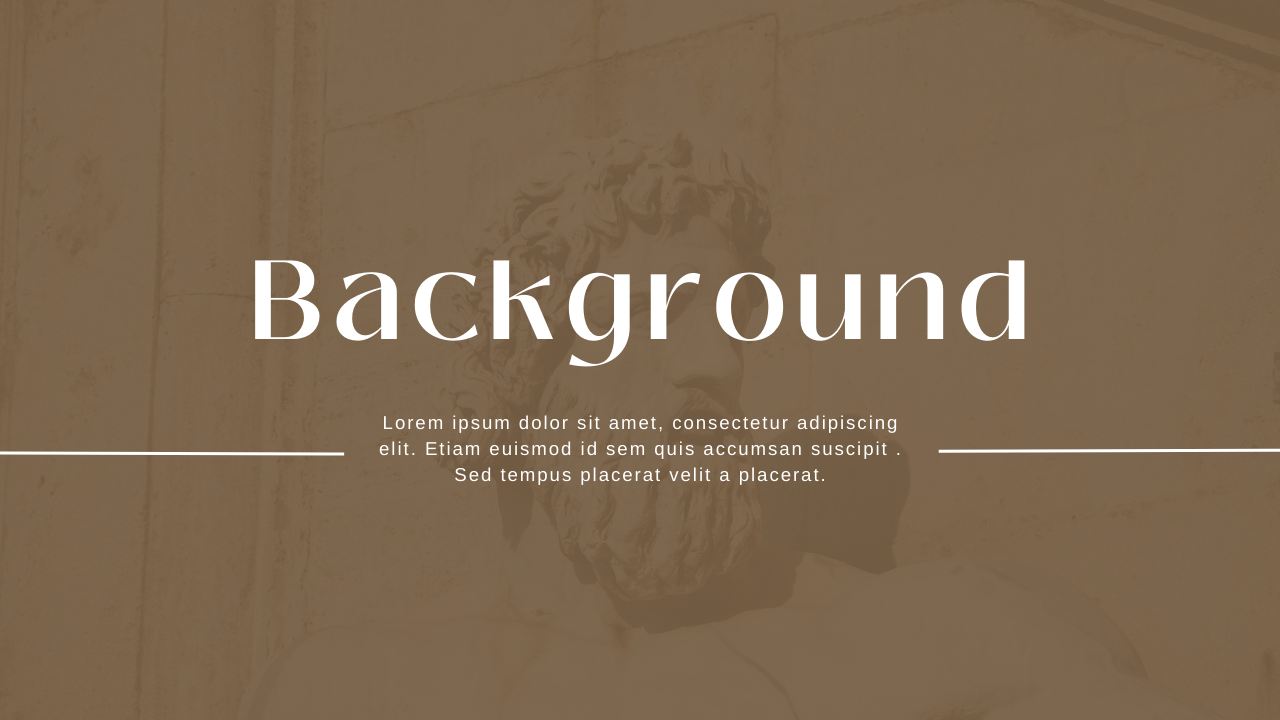 Background
Lorem ipsum dolor sit amet, consectetur adipiscing
elit. Etiam euismod id sem quis accumsan suscipit .
Sed tempus placerat velit a placerat.